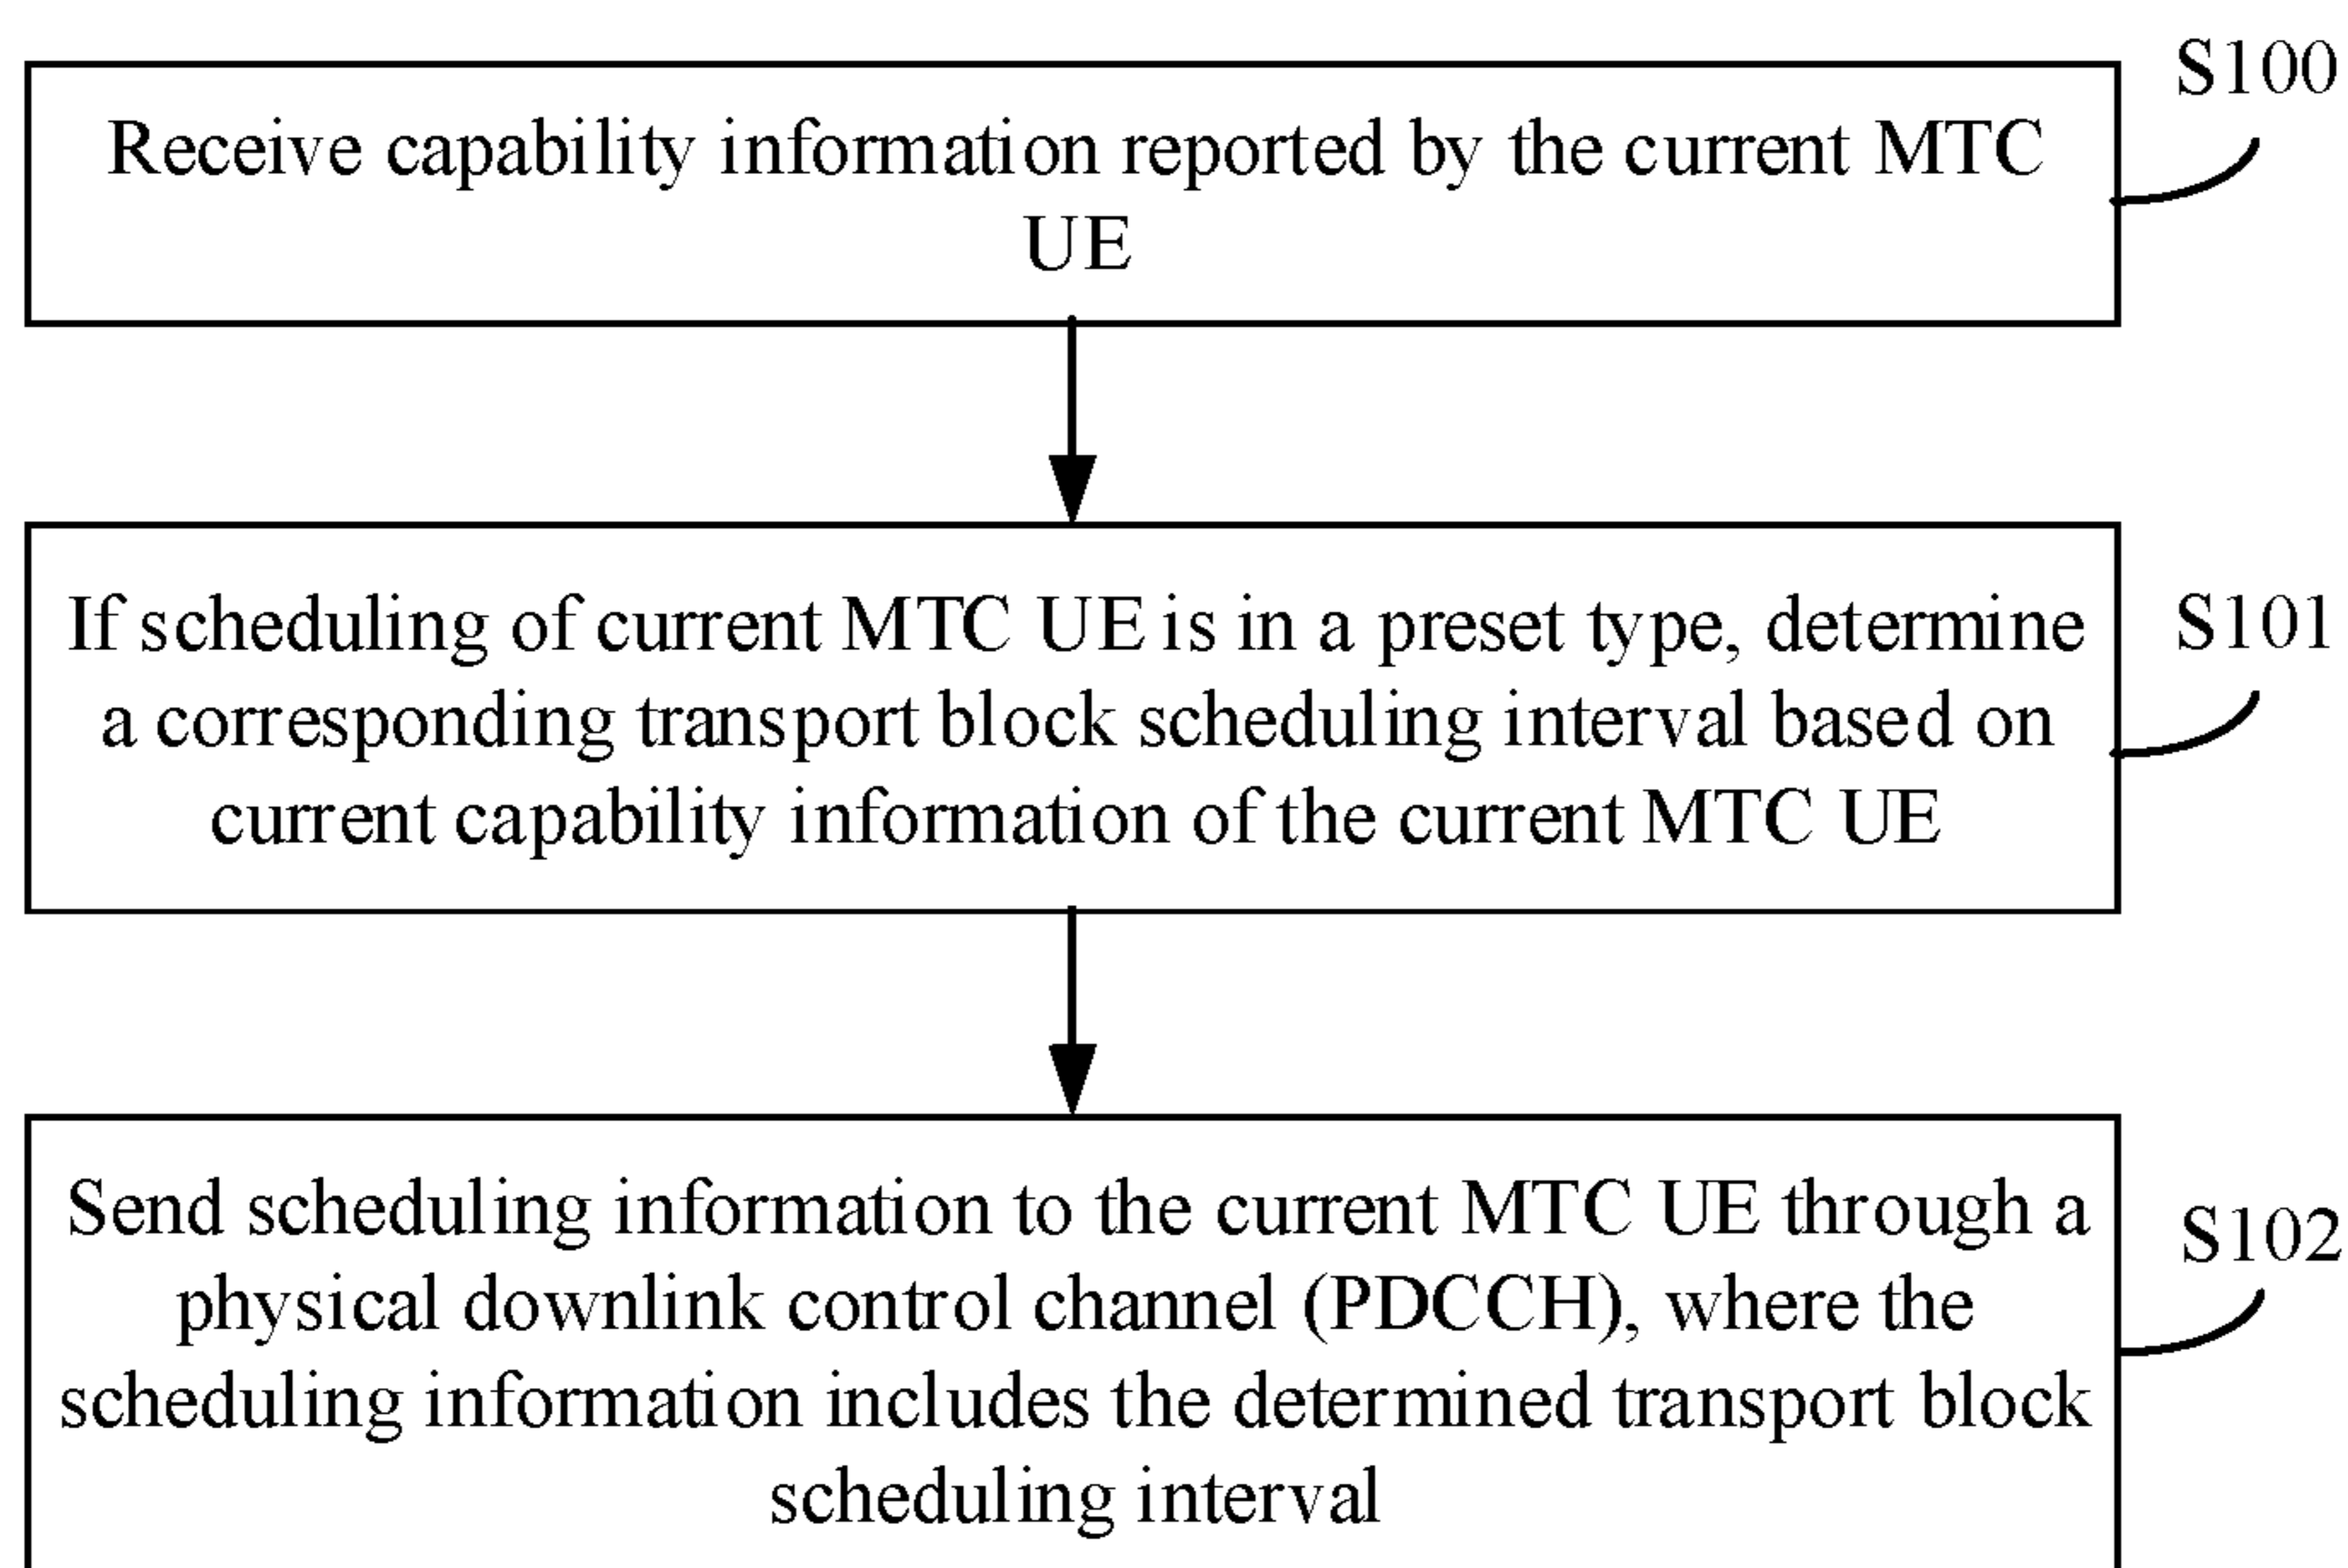 S100
Receive capability information reported by the current MTC
UE
If scheduling of current MTC UE is in a preset type, determine
a corresponding transport block scheduling interval based on
current capability information of the current MTC UE
S101
Send scheduling information to the current MTC UE through a
physical downlink control channel (PDCCH), where the
scheduling information includes the determined transport block
scheduling interval
S102